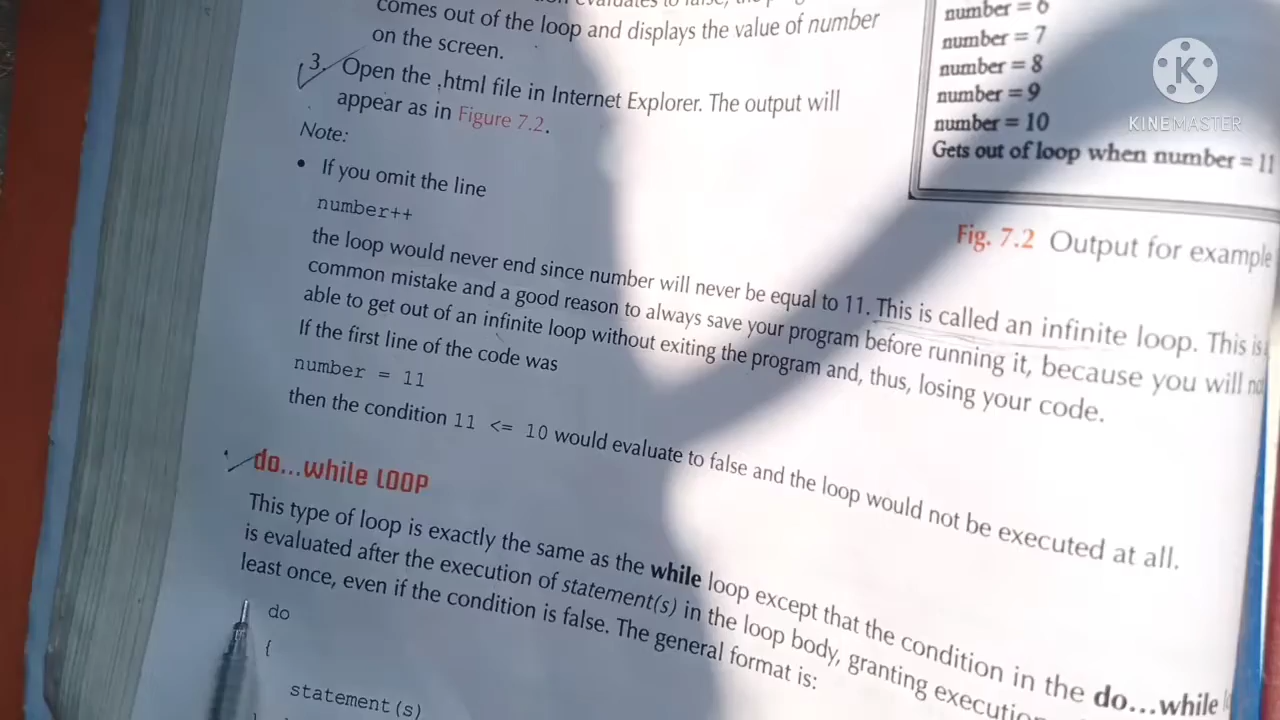 comes out of the loop and displays the value of number
on the screen.
3. Open the .html file in Internet Explorer. The output will
appear as in Figure 7.2.
Note:
• If you omit the line
number++
the loop would never end since number will never be equal to 11. This is called an infinite loop. This is
common mistake and a good reason to always save your program before running it, because you will
able to get out of an infinite loop without exiting the program and, thus, losing your code.
If the first line of the code was
number = 11
then the condition 11 <= 10 would evaluate to false and the loop would not be executed at all.
do...while LOOP
This type of loop is exactly the same as the while loop except that the condition in the do...while
is evaluated after the execution of statement(s) in the loop body, granting
least once, even if the condition is false. The general format is:
do
{
statement(s)
number = 6
number = 7
number = 8
number = 9
number = 10
Gets out of loop when number = 11
Fig. 7.2 Output for example
K
KINEMASTER